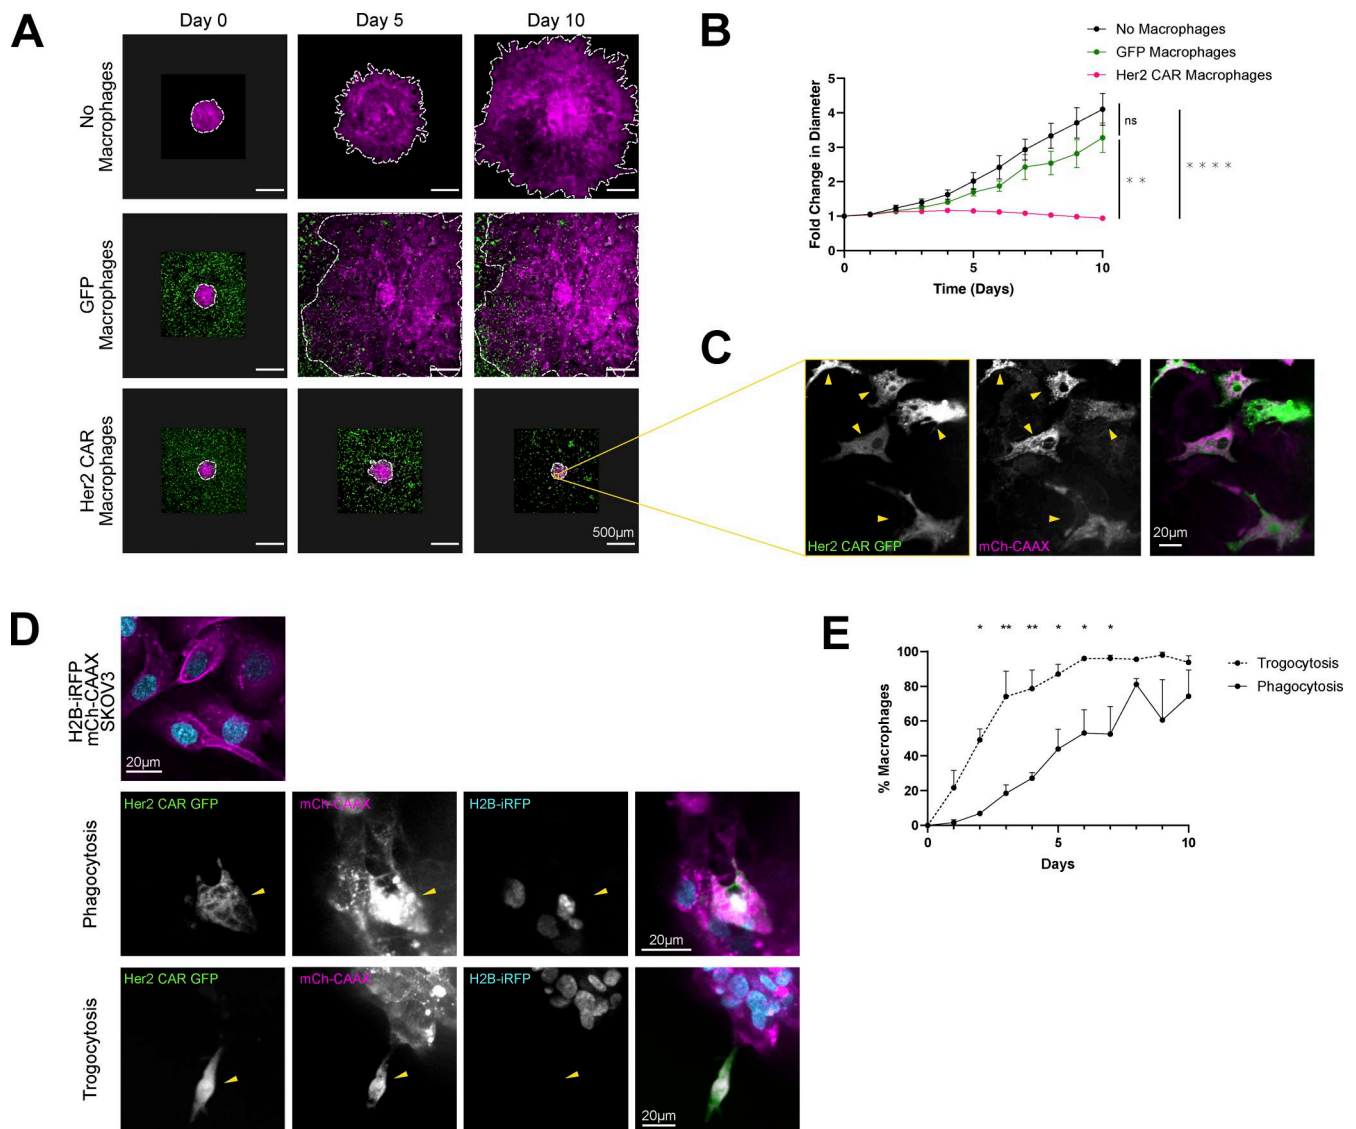 A
Day 0
Day 5
Day 10
No
Macrophages
GFP
Macrophages
Her2 CAR
Macrophages
500µm
B
No Macrophages
GFP Macrophages
Her2 CAR Macrophages
Fold Change in Diameter
5
4
3
2
1
0
0
5
10
Time (Days)
ns
**
****
C
Her2 CAR GFP
mCh-CAAX
20µm
D
H2B-iRFP
mCh-CAAX
SKOV3
20µm
Phagocytosis
Her2 CAR GFP
mCh-CAAX
H2B-iRFP
20µm
Trogocytosis
Her2 CAR GFP
mCh-CAAX
H2B-iRFP
20µm
E
* ** ** * * *
% Macrophages
100
80
60
40
20
0
0
5
10
Days
Trogocytosis
Phagocytosis